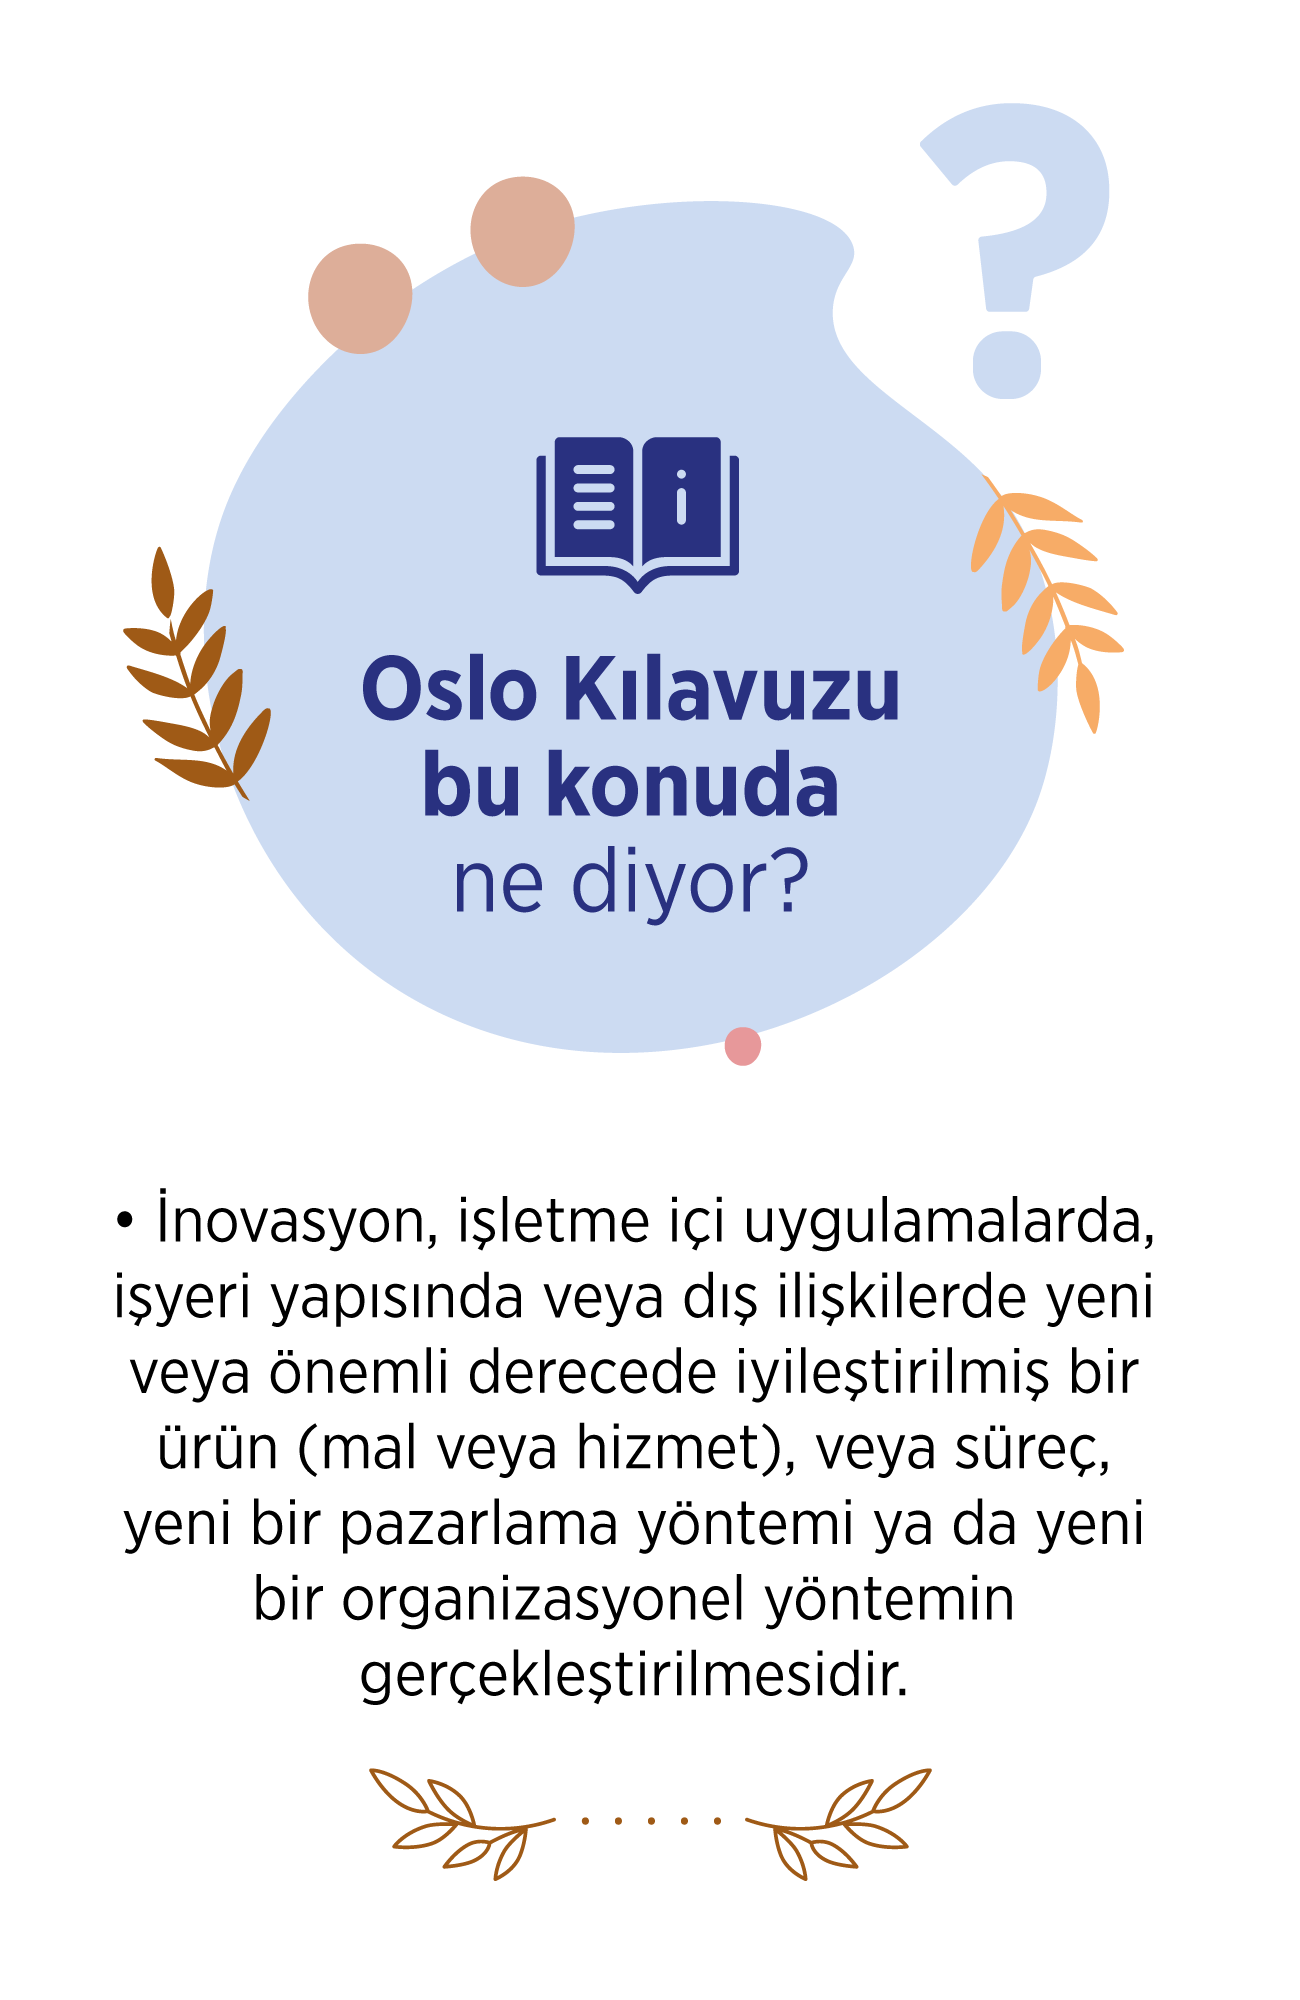 Oslo Kılavuzu
bu konuda
ne diyor?
• İnovasyon, işletme içi uygulamalarda,
işyeri yapısında veya dış ilişkilerde yeni
veya önemli derecede iyileştirilmiş bir
ürün (mal veya hizmet), veya süreç,
yeni bir pazarlama yöntemi ya da yeni
bir organizasyonel yöntemin
gerçekleştirilmesidir.